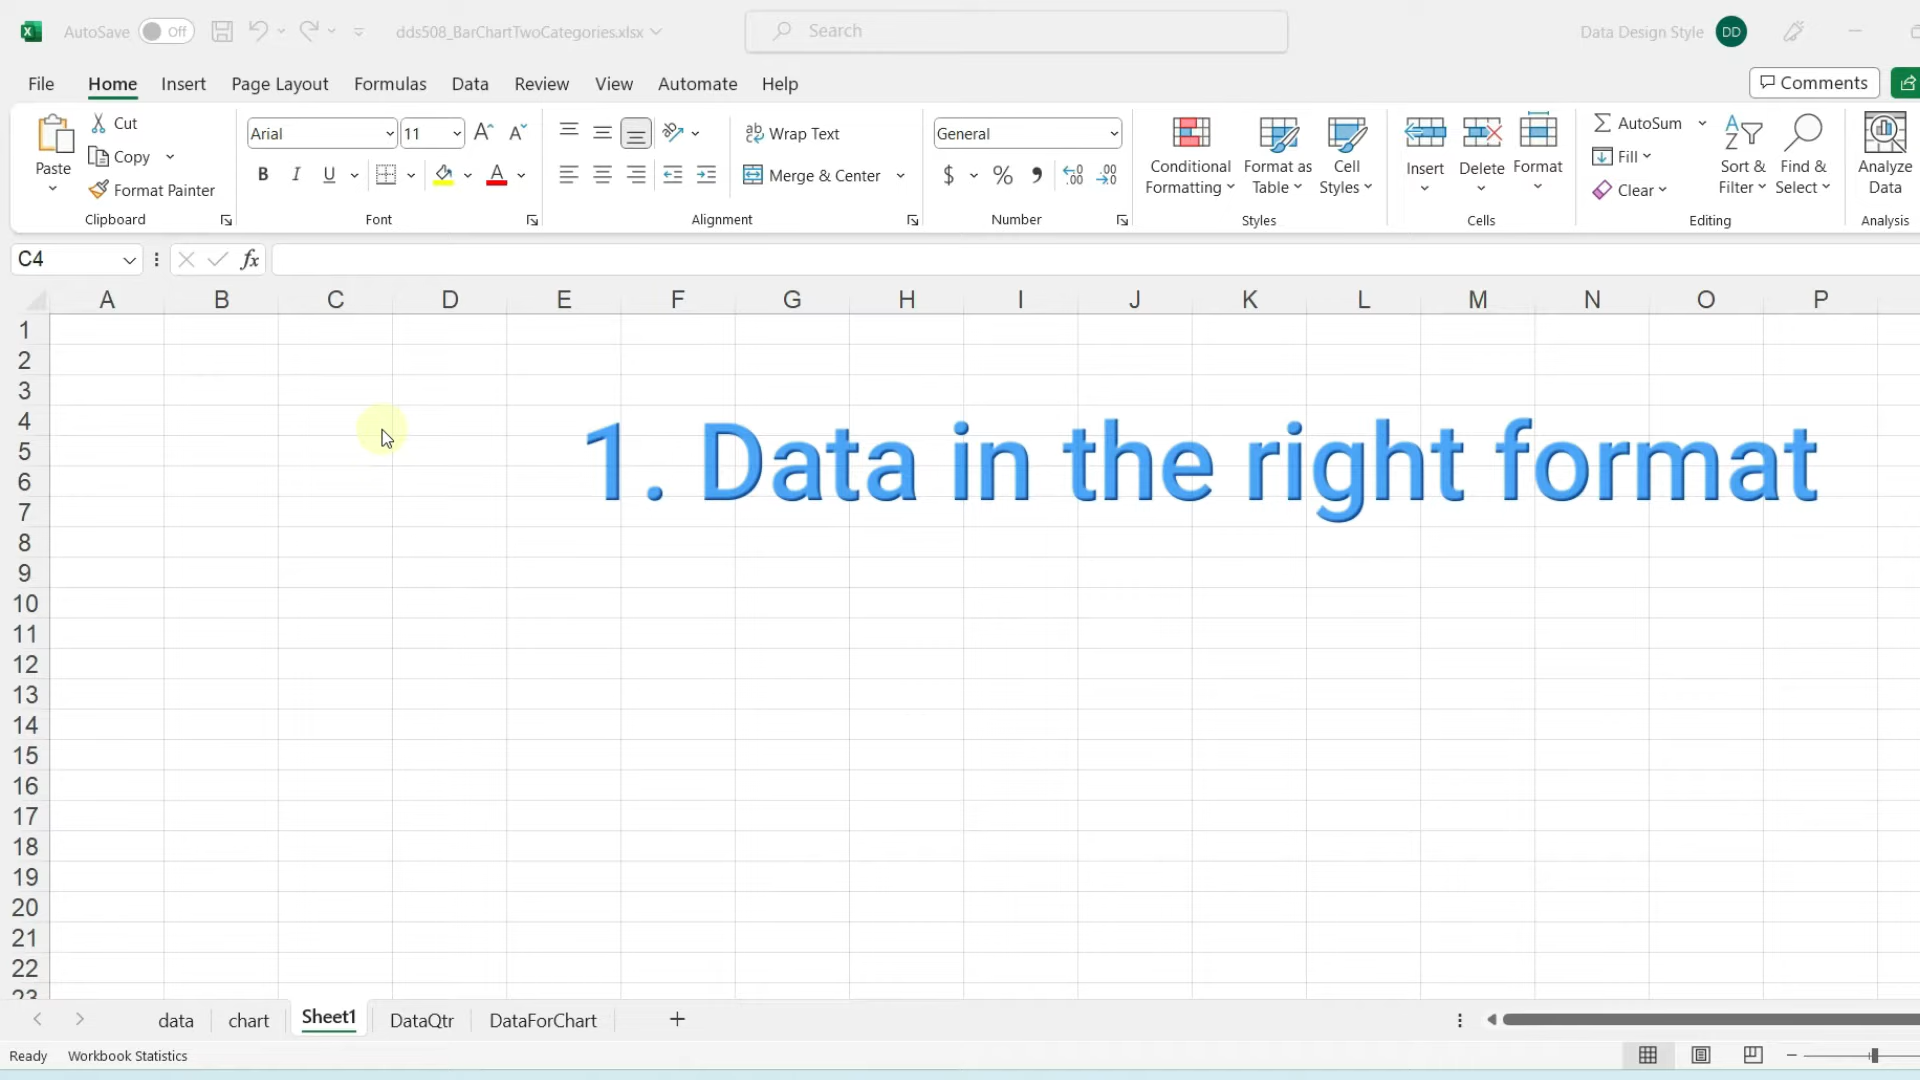 AutoSave Off dds508_BarChartTwoCategories.xlsx Search Data Design Style DD
File Home Insert Page Layout Formulas Data Review View Automate Help Comments
Paste Cut Copy Format Painter Clipboard
Arial 11 B I U A Font
Wrap Text Merge & Center Alignment
General $ % Number
Conditional Formatting Format as Table Cell Styles Styles
Insert Delete Format Cells
AutoSum Fill Clear Sort & Filter Find & Select Editing
Analyze Data Analysis
C4 fx
A B C D E F G H I J K L M N O P
1
2
3
4
5
6
7
8
9
10
11
12
13
14
15
16
17
18
19
20
21
22
23
1. Data in the right format
data chart Sheet1 DataQtr DataForChart
Ready Workbook Statistics